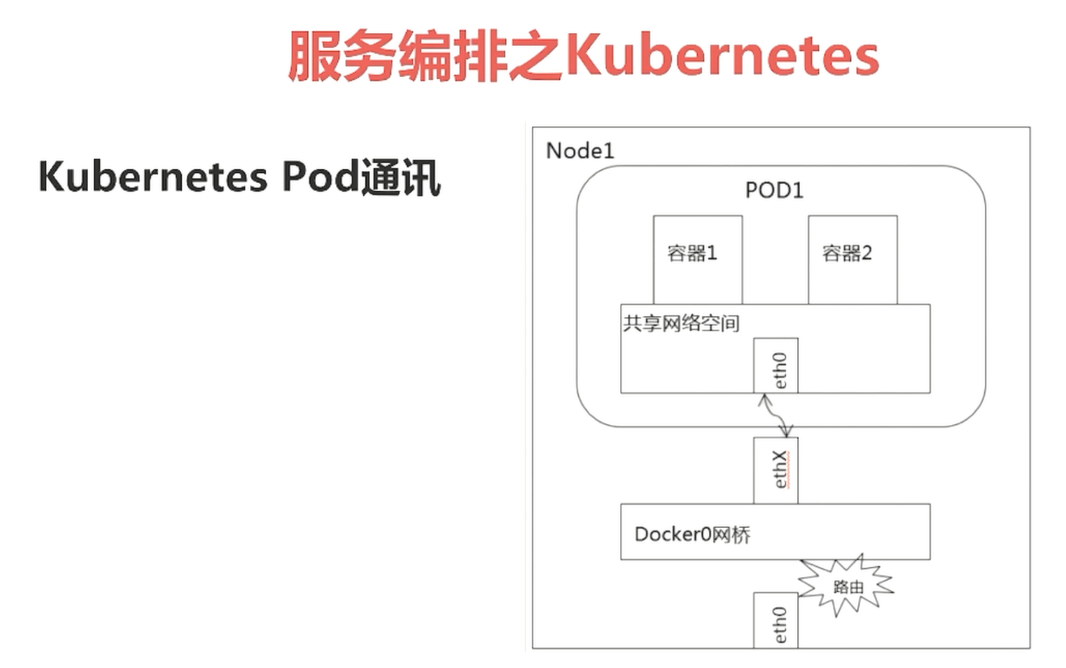 服务编排之Kubernetes
Kubernetes Pod通讯
Node1
POD1
容器1
容器2
共享网络空间
eth0
ethX
Docker0网桥
路由
eth0